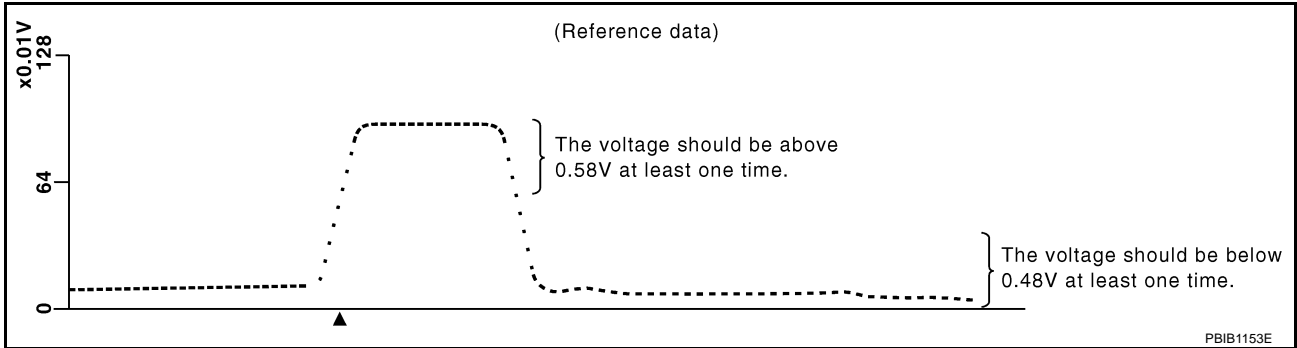 (Reference data)
x0.01V
128
64
0
The voltage should be above
0.58V at least one time.
The voltage should be below
0.48V at least one time.
PBIB1153E